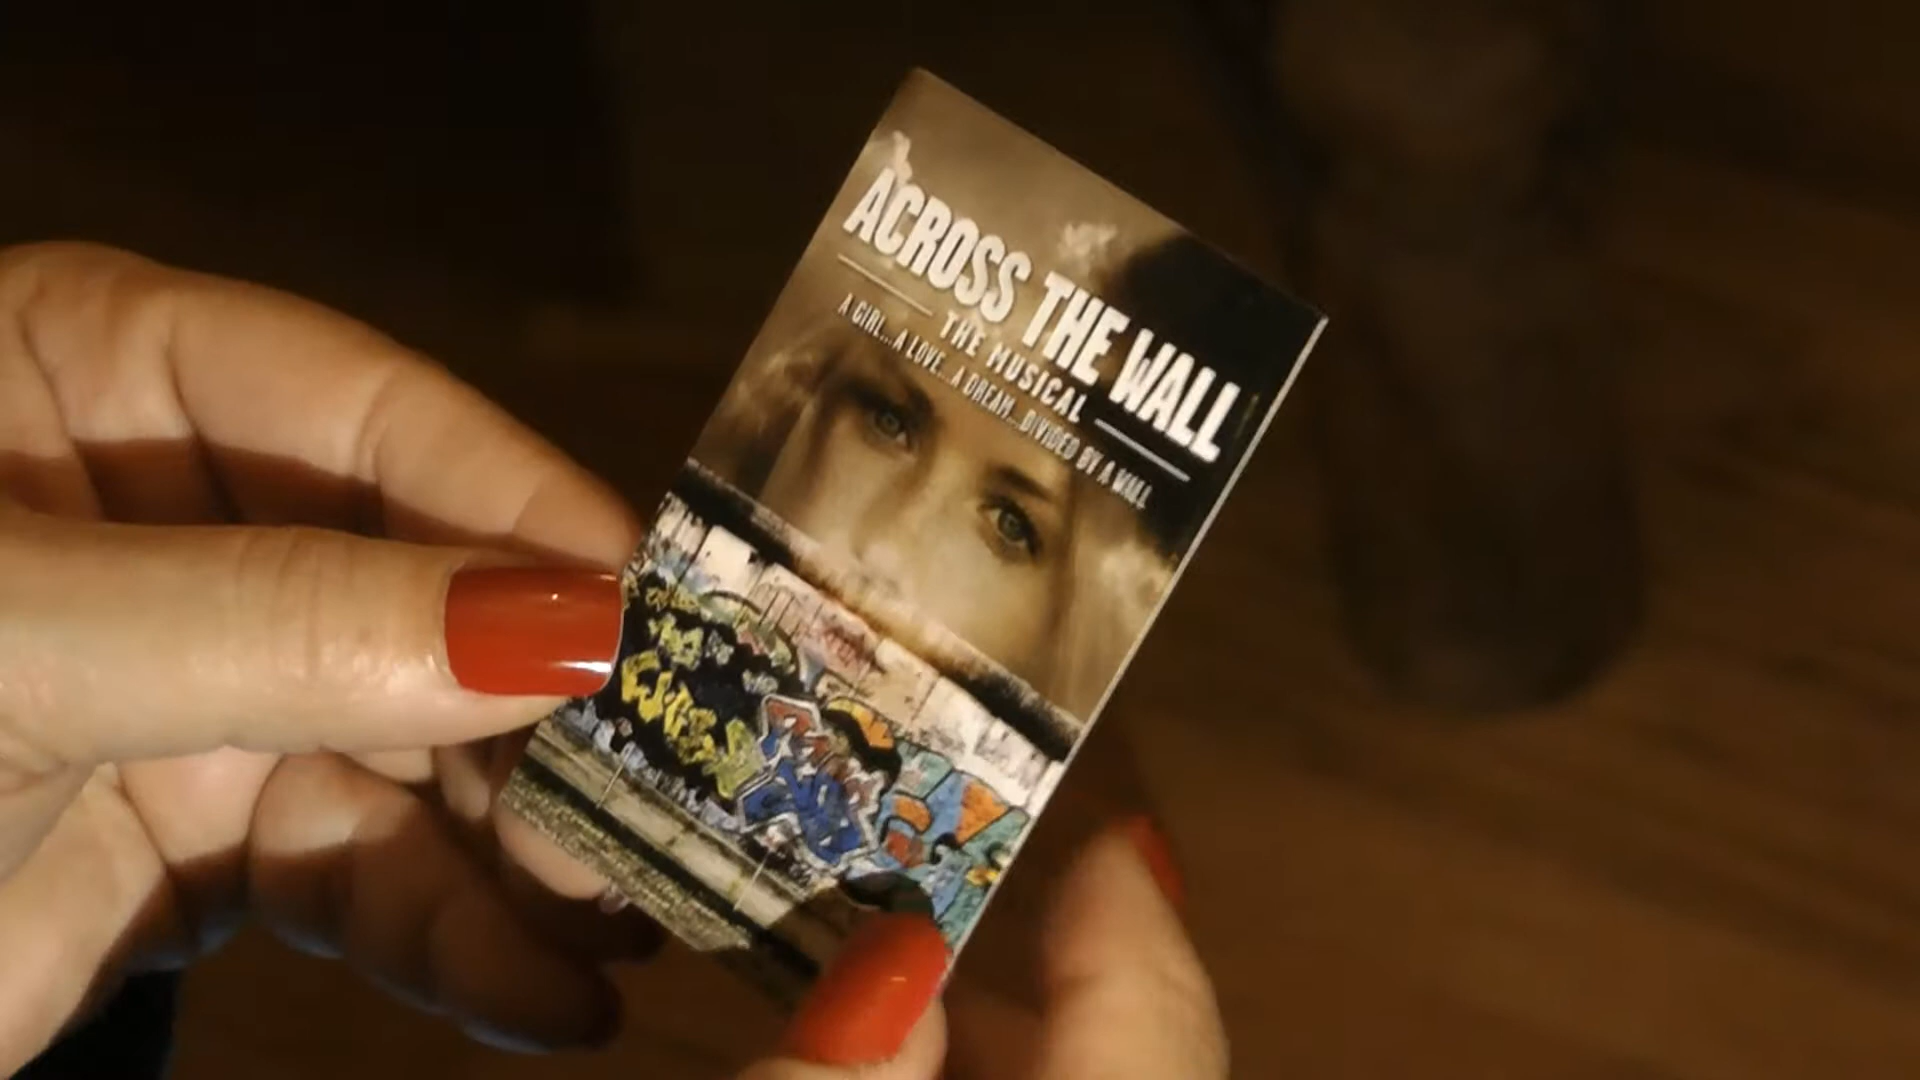 ACROSS THE WALL
THE MUSICAL
A GIRL...A LOVE...A DREAM...DIVIDED BY A WALL